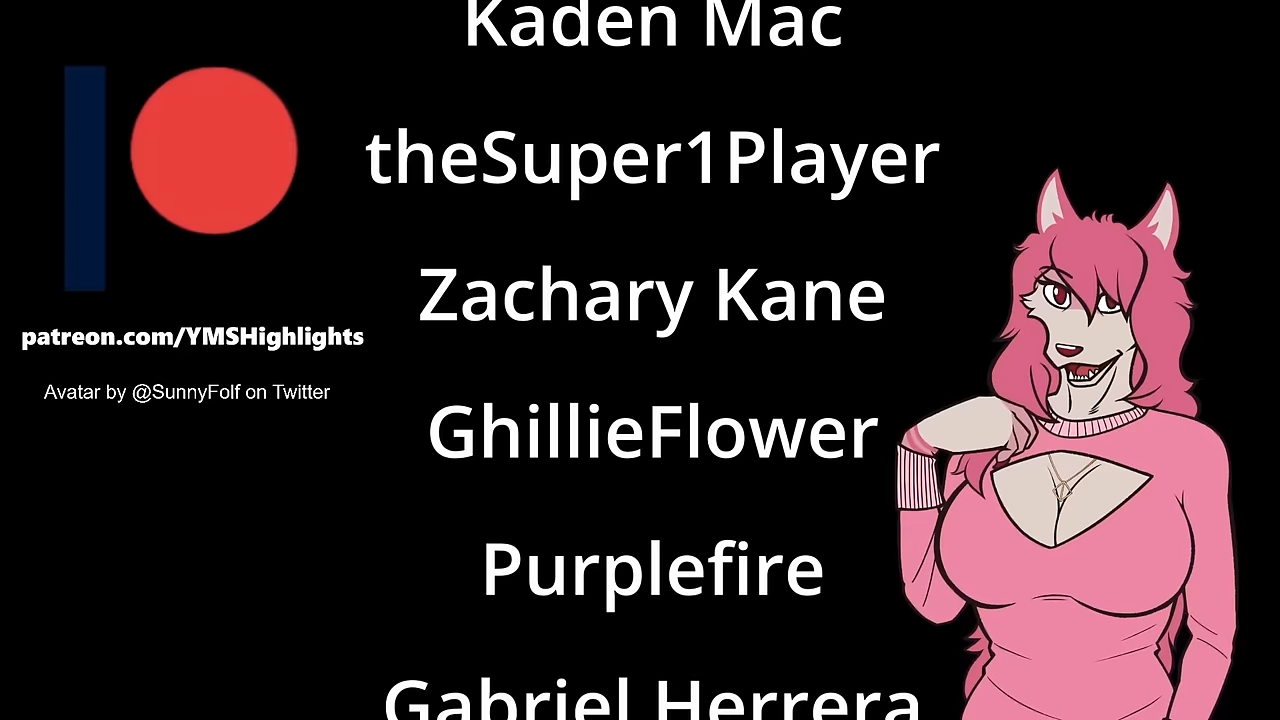 Kaden Mac
theSuper1Player
Zachary Kane
patreon.com/YMSHighlights
Avatar by @SunnyFolf on Twitter
GhillieFlower
Purplefire
Gabriel Herrera